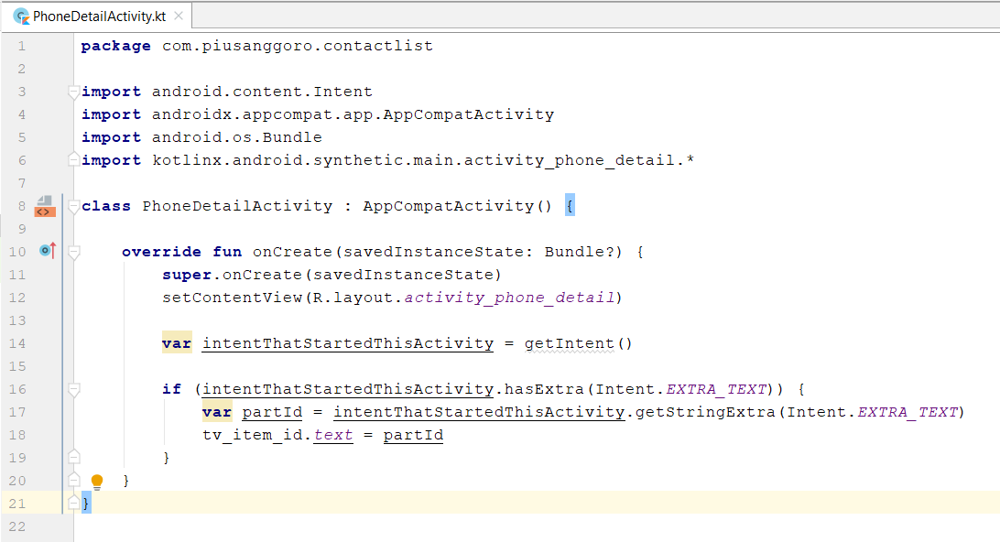 PhoneDetailActivity.kt
1 package com.piusanggoro.contactlist
2
3 import android.content.Intent
4 import androidx.appcompat.app.AppCompatActivity
5 import android.os.Bundle
6 import kotlinx.android.synthetic.main.activity_phone_detail.*
7
8 class PhoneDetailActivity : AppCompatActivity() {
9
10     override fun onCreate(savedInstanceState: Bundle?) {
11         super.onCreate(savedInstanceState)
12         setContentView(R.layout.activity_phone_detail)
13
14         var intentThatStartedThisActivity = getIntent()
15
16         if (intentThatStartedThisActivity.hasExtra(Intent.EXTRA_TEXT)) {
17             var partId = intentThatStartedThisActivity.getStringExtra(Intent.EXTRA_TEXT)
18             tv_item_id.text = partId
19         }
20     }
21 }
22